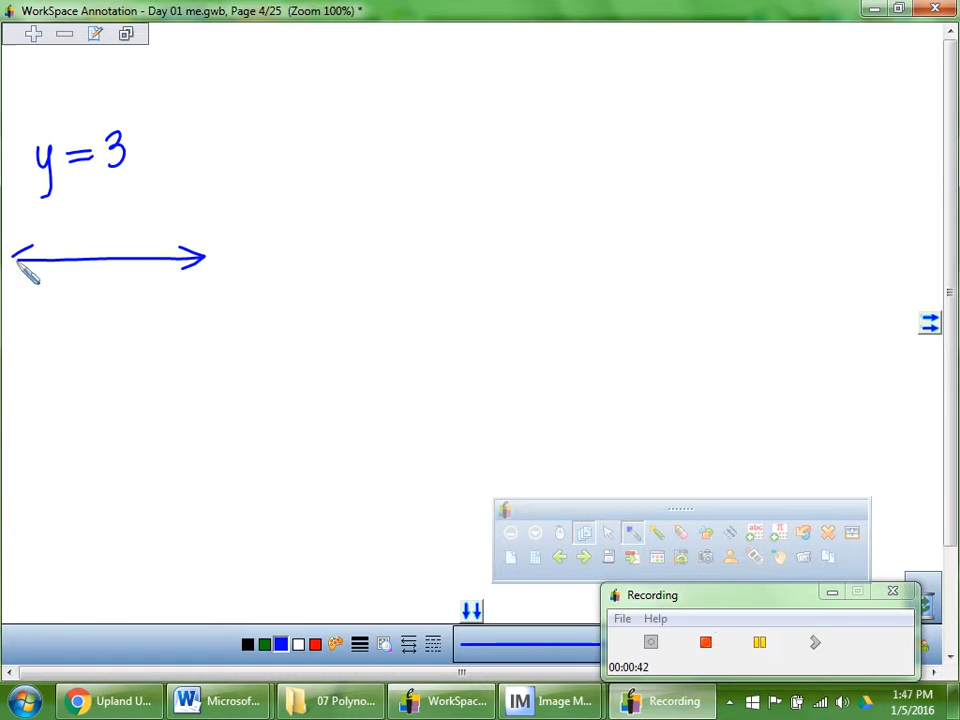 WorkSpace Annotation - Day 01 me.gwb, Page 4/25 (Zoom 100%) *
y = 3
Recording
File Help
00:00:42
Upland U...
Microsof...
07 Polyno...
WorkSpac...
IM Image M...
Recording
1:47 PM
1/5/2016